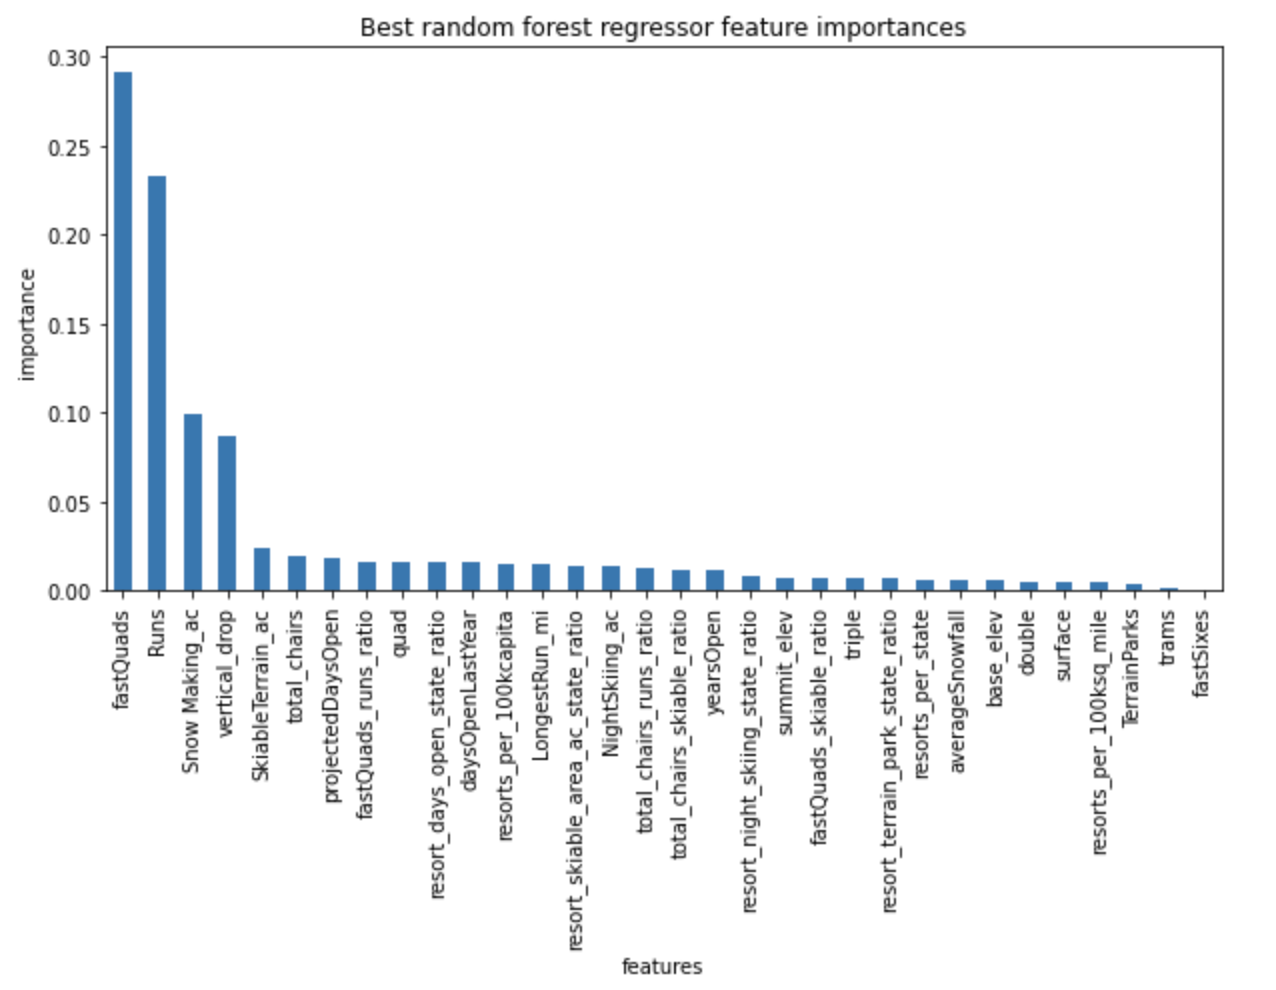 Best random forest regressor feature importances
0.30
0.25
0.20
0.15
0.10
0.05
0.00
importance
fastQuads
Runs
Snow Making_ac
vertical_drop
SkiableTerrain_ac
total_chairs
projectedDaysOpen
fastQuads_runs_ratio
quad
resort_days_open_state_ratio
daysOpenLastYear
resorts_per_100kcapita
LongestRun_mi
resort_skiable_area_ac_state_ratio
NightSkiing_ac
total_chairs_runs_ratio
total_chairs_skiable_ratio
yearsOpen
resort_night_skiing_state_ratio
summit_elev
fastQuads_skiable_ratio
triple
resort_terrain_park_state_ratio
resorts_per_state
averageSnowfall
base_elev
double
surface
resorts_per_100ksq_mile
TerrainParks
trams
fastSixes
features